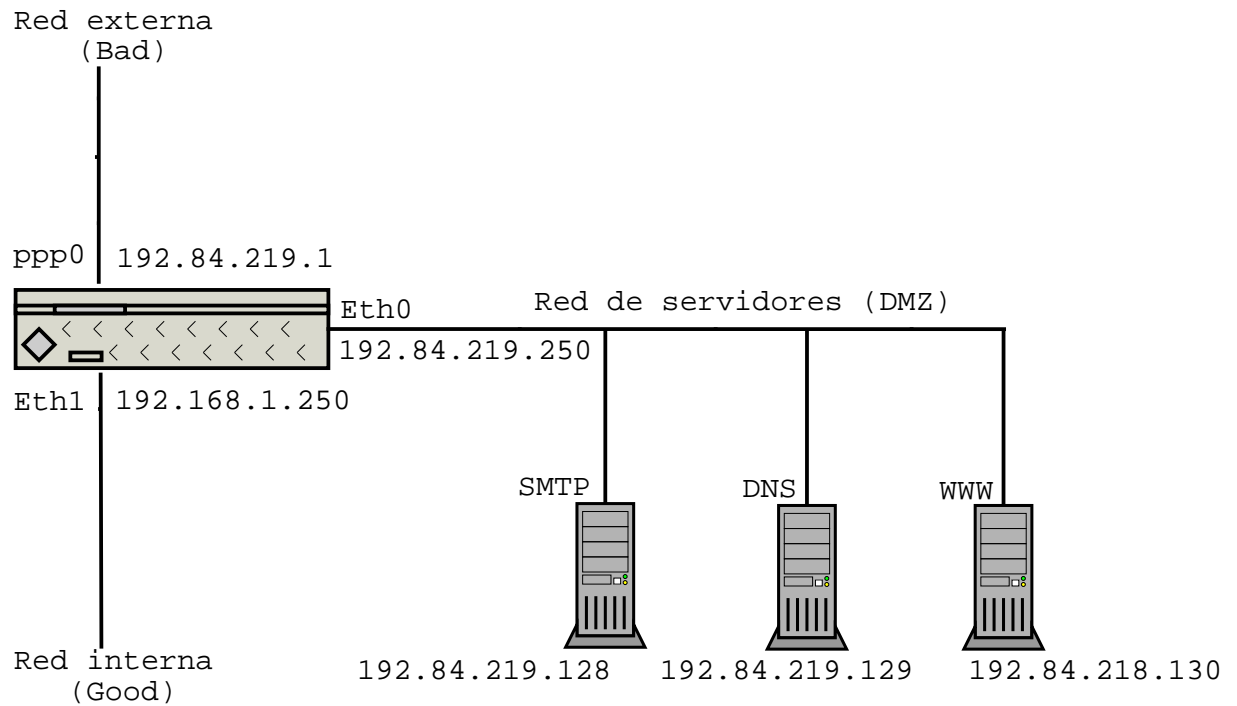 Red externa
(Bad)
ppp0 192.84.219.1
Eth0
Red de servidores (DMZ)
192.84.219.250
Eth1 192.168.1.250
SMTP
DNS
WWW
192.84.219.128
192.84.219.129
192.84.218.130
Red interna
(Good)